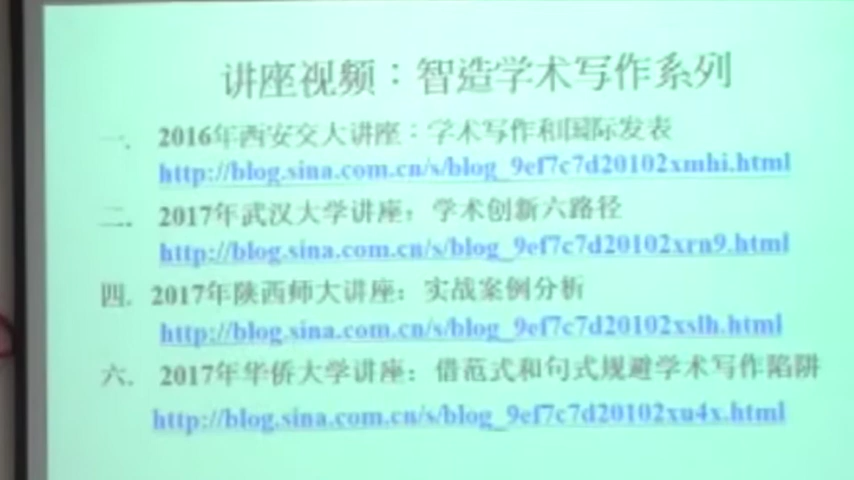 讲座视频：智造学术写作系列
一. 2016年西安交大讲座：学术写作和国际发表
http://blog.sina.com.cn/s/blog_9ef7c7d20102xmhi.html
二. 2017年武汉大学讲座：学术创新六路径
http://blog.sina.com.cn/s/blog_9ef7c7d20102xrn9.html
四. 2017年陕西师大讲座：实战案例分析
http://blog.sina.com.cn/s/blog_9ef7c7d20102xslh.html
六. 2017年华侨大学讲座：借范式和句式规避学术写作陷阱
http://blog.sina.com.cn/s/blog_9ef7c7d20102xu4x.html